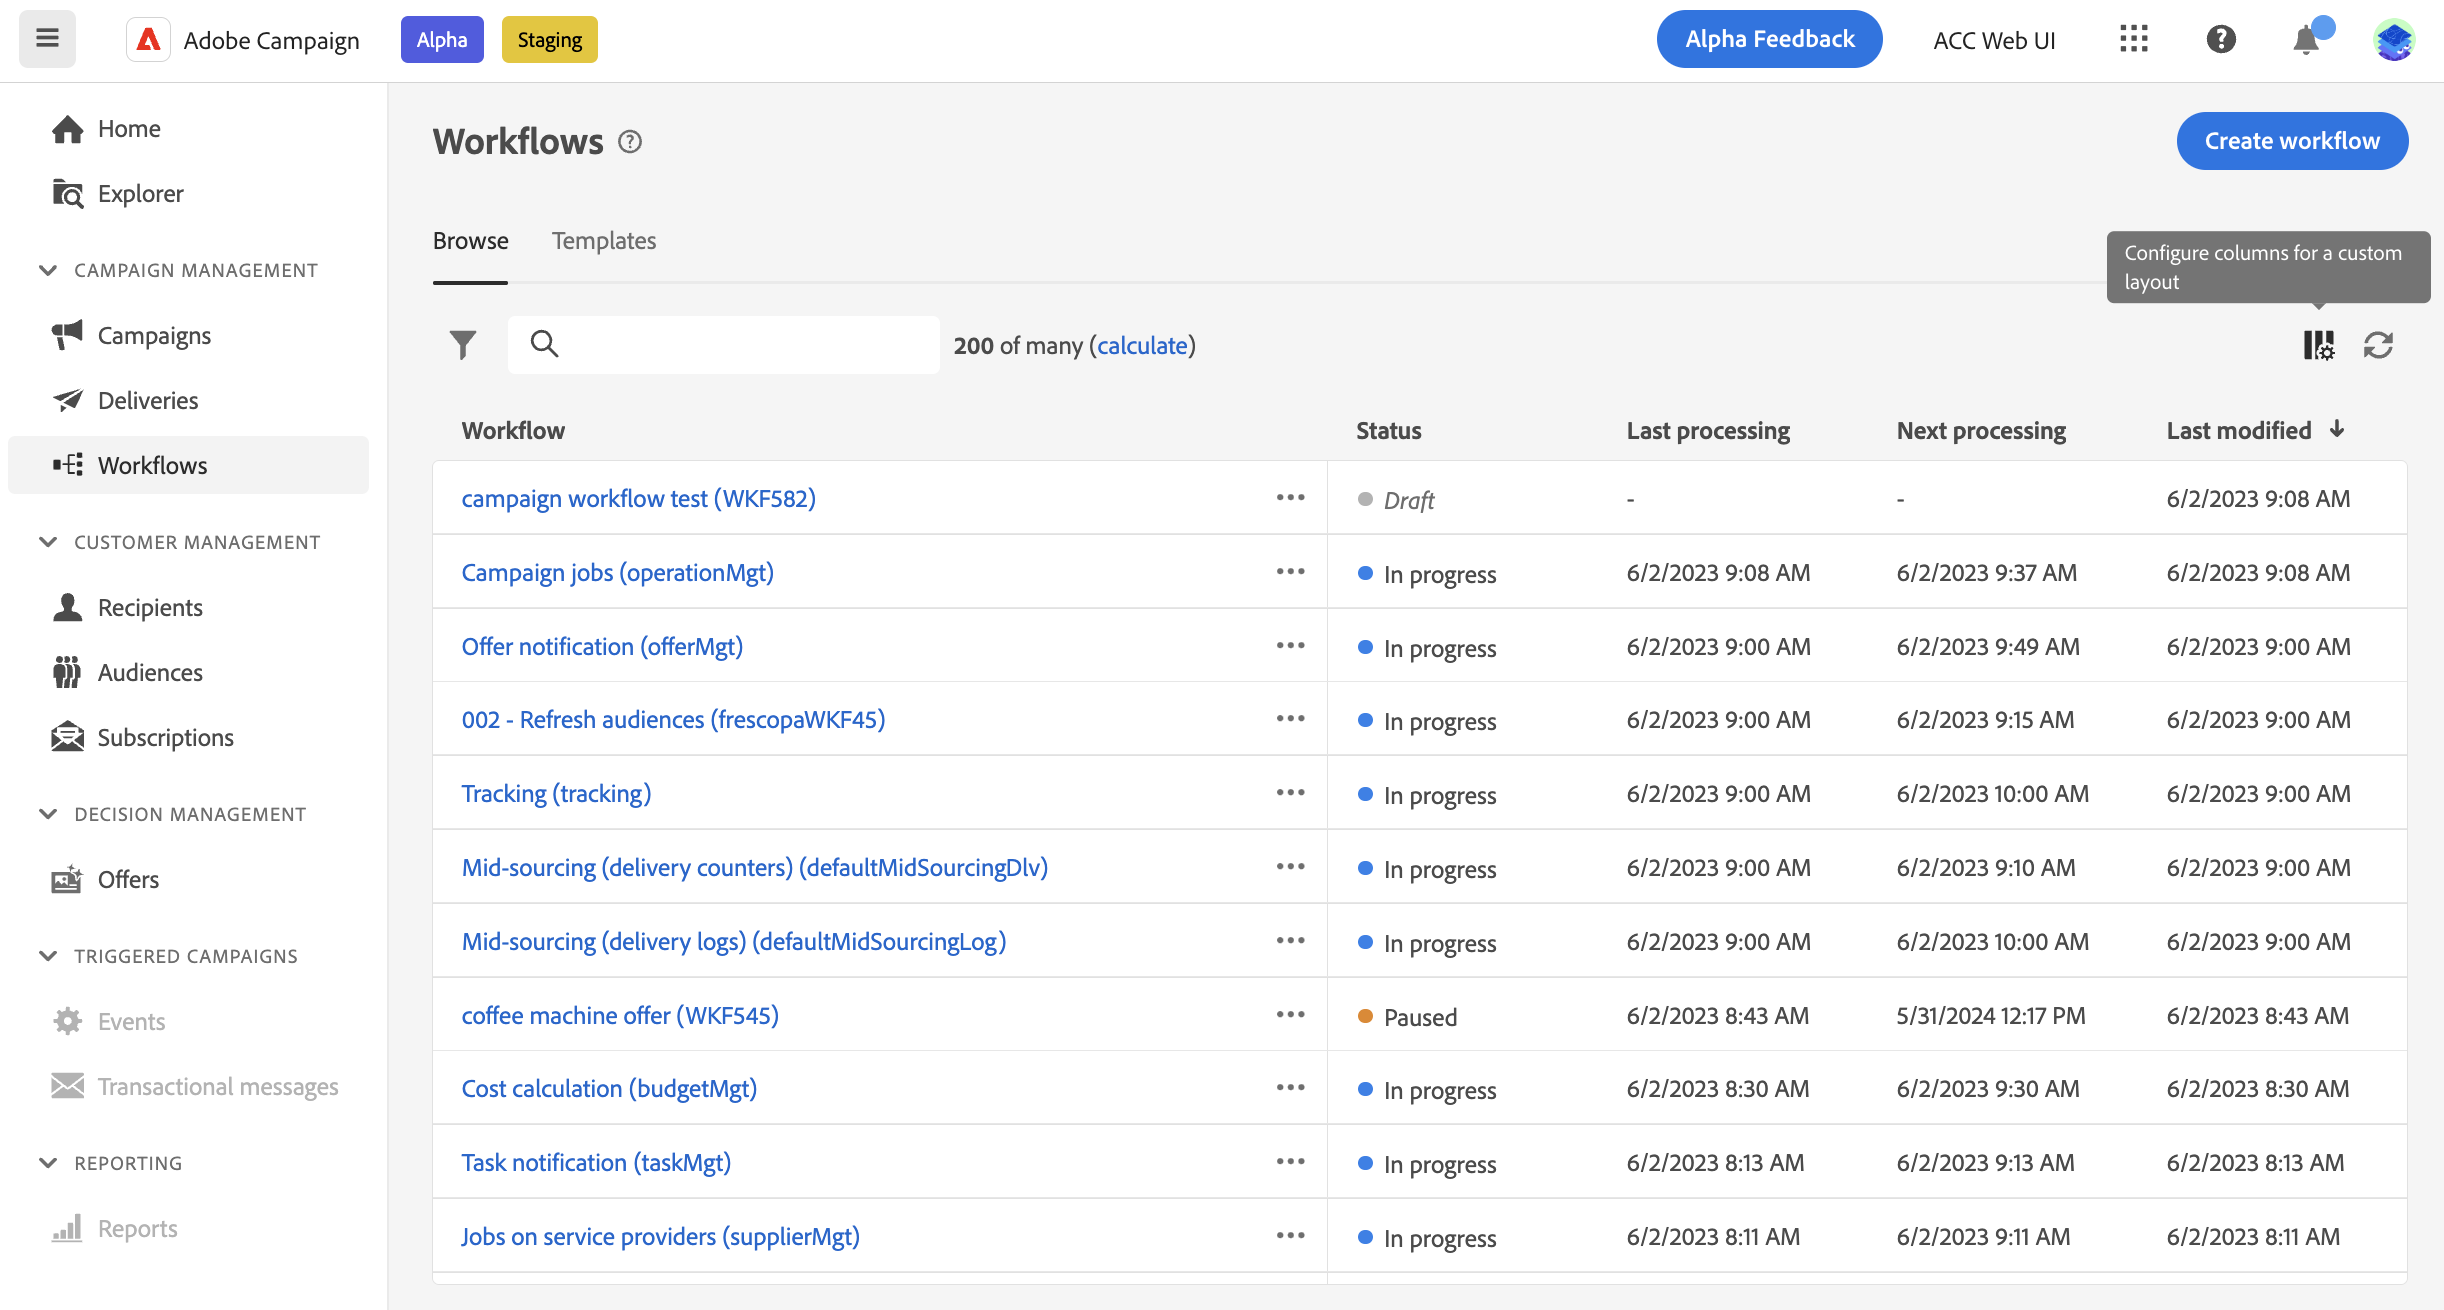 Adobe Campaign
Alpha
Staging
Alpha Feedback
ACC Web UI
Home
Explorer
CAMPAIGN MANAGEMENT
Campaigns
Deliveries
Workflows
CUSTOMER MANAGEMENT
Recipients
Audiences
Subscriptions
DECISION MANAGEMENT
Offers
TRIGGERED CAMPAIGNS
Events
Transactional messages
REPORTING
Reports
Workflows
Create workflow
Browse Templates
Configure columns for a custom
layout
200 of many (calculate)
Workflow Status Last processing Next processing Last modified
campaign workflow test (WKF582) Draft - - 6/2/2023 9:08 AM
Campaign jobs (operationMgt) In progress 6/2/2023 9:08 AM 6/2/2023 9:37 AM 6/2/2023 9:08 AM
Offer notification (offerMgt) In progress 6/2/2023 9:00 AM 6/2/2023 9:49 AM 6/2/2023 9:00 AM
002 - Refresh audiences (frescopaWKF45) In progress 6/2/2023 9:00 AM 6/2/2023 9:15 AM 6/2/2023 9:00 AM
Tracking (tracking) In progress 6/2/2023 9:00 AM 6/2/2023 10:00 AM 6/2/2023 9:00 AM
Mid-sourcing (delivery counters) (defaultMidSourcingDlv) In progress 6/2/2023 9:00 AM 6/2/2023 9:10 AM 6/2/2023 9:00 AM
Mid-sourcing (delivery logs) (defaultMidSourcingLog) In progress 6/2/2023 9:00 AM 6/2/2023 10:00 AM 6/2/2023 9:00 AM
coffee machine offer (WKF545) Paused 6/2/2023 8:43 AM 5/31/2024 12:17 PM 6/2/2023 8:43 AM
Cost calculation (budgetMgt) In progress 6/2/2023 8:30 AM 6/2/2023 9:30 AM 6/2/2023 8:30 AM
Task notification (taskMgt) In progress 6/2/2023 8:13 AM 6/2/2023 9:13 AM 6/2/2023 8:13 AM
Jobs on service providers (supplierMgt) In progress 6/2/2023 8:11 AM 6/2/2023 9:11 AM 6/2/2023 8:11 AM